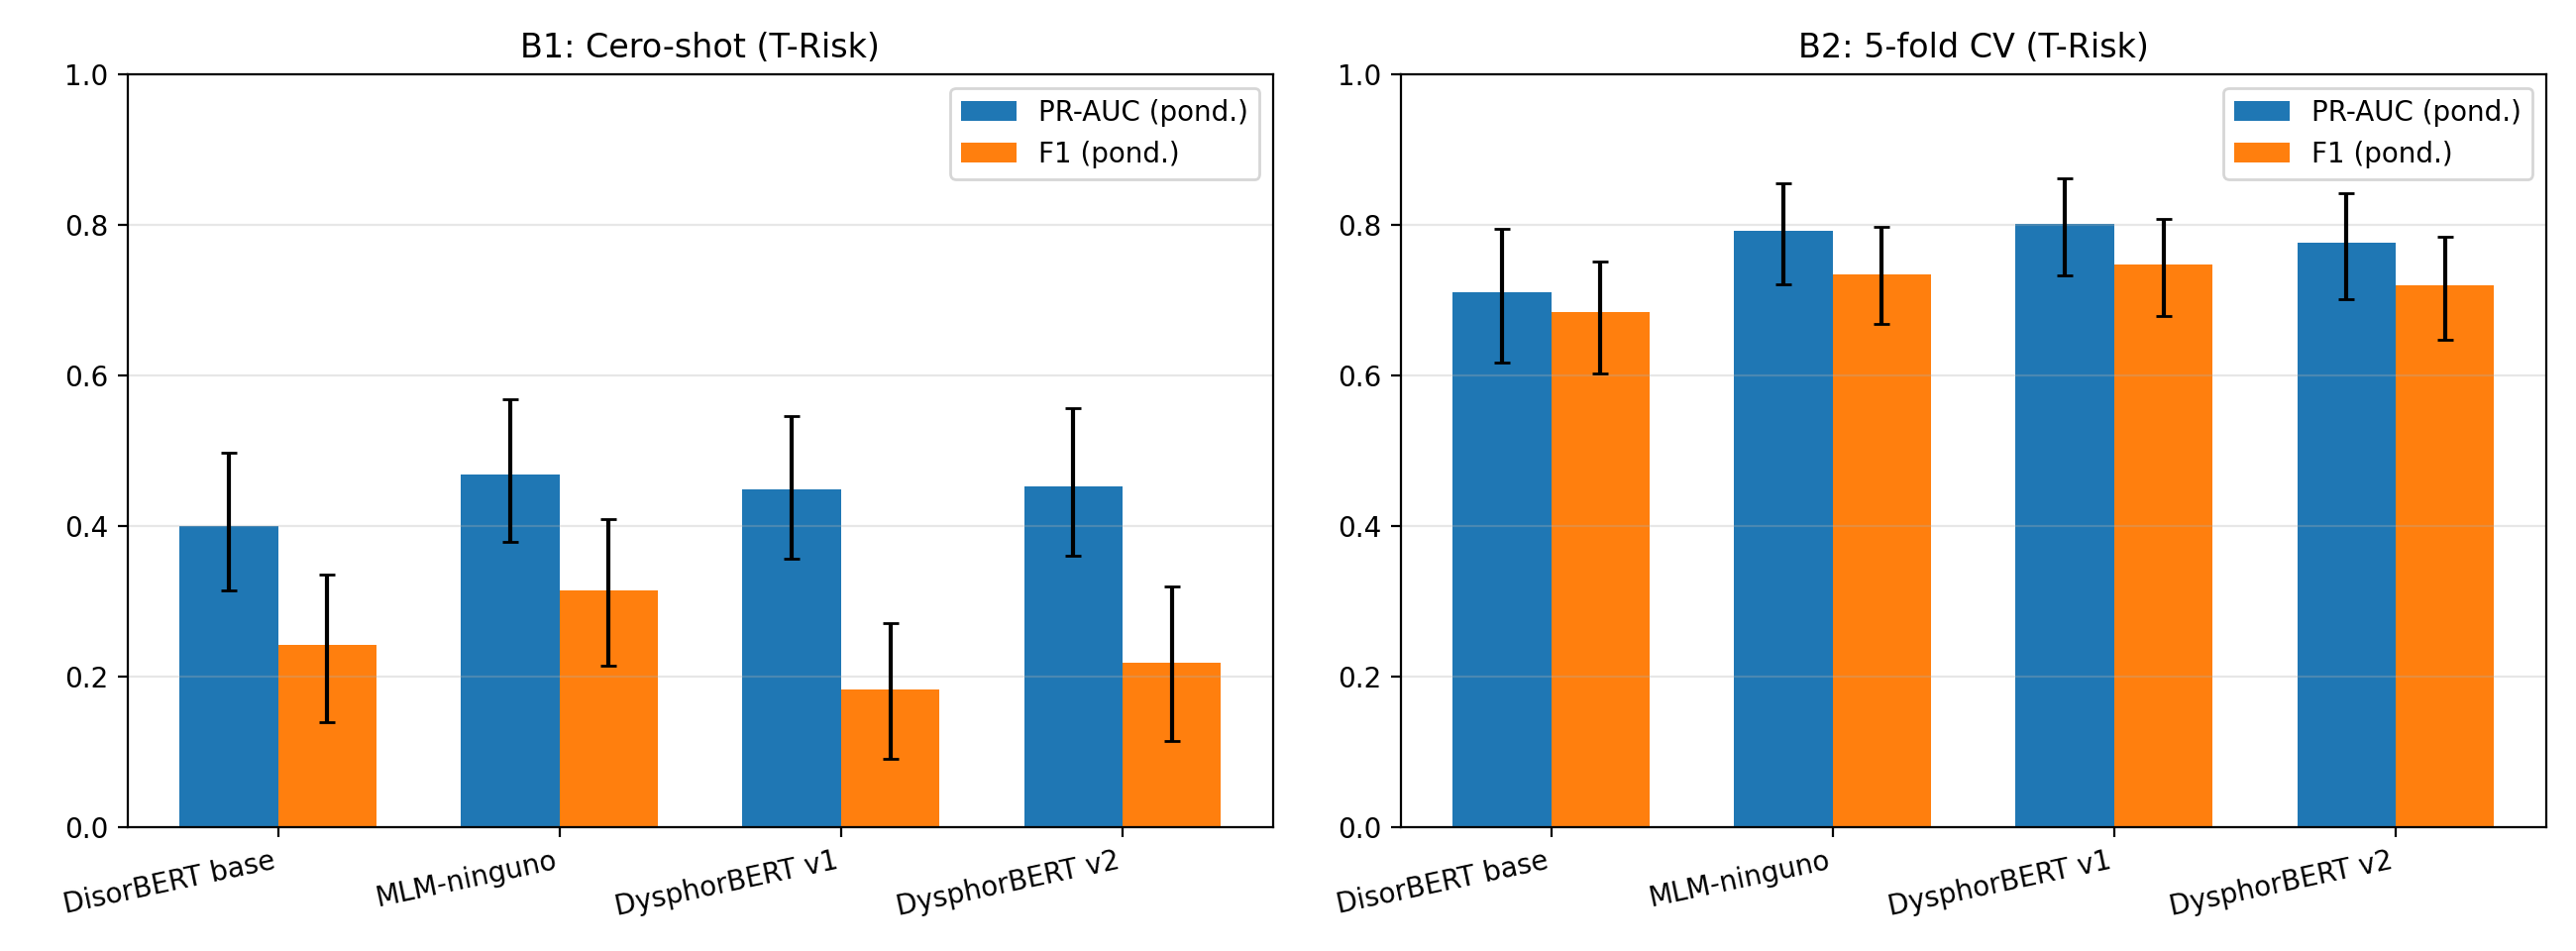 B1: Cero-shot (T-Risk)
1.0
0.8
0.6
0.4
0.2
0.0
PR-AUC (pond.)
F1 (pond.)
DisorBERT base
MLM-ninguno
DysphorBERT v1
DysphorBERT v2
B2: 5-fold CV (T-Risk)
1.0
0.8
0.6
0.4
0.2
0.0
PR-AUC (pond.)
F1 (pond.)
DisorBERT base
MLM-ninguno
DysphorBERT v1
DysphorBERT v2